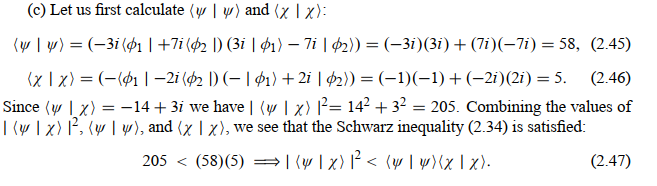 (c) Let us first calculate ⟨ψ | ψ⟩ and ⟨χ | χ⟩:
⟨ψ | ψ⟩ = (−3i⟨ϕ₁ | +7i⟨ϕ₂ |) (3i | ϕ₁⟩ − 7i | ϕ₂⟩) = (−3i)(3i) + (7i)(−7i) = 58, (2.45)
⟨χ | χ⟩ = (−⟨ϕ₁ | −2i⟨ϕ₂ |) (− | ϕ₁⟩ + 2i | ϕ₂⟩) = (−1)(−1) + (−2i)(2i) = 5. (2.46)
Since ⟨ψ | χ⟩ = −14 + 3i we have | ⟨ψ | χ⟩ |²= 14² + 3² = 205. Combining the values of
| ⟨ψ | χ⟩ |², ⟨ψ | ψ⟩, and ⟨χ | χ⟩, we see that the Schwarz inequality (2.34) is satisfied:
205 < (58)(5) ⟹ | ⟨ψ | χ⟩ |² < ⟨ψ | ψ⟩⟨χ | χ⟩. (2.47)